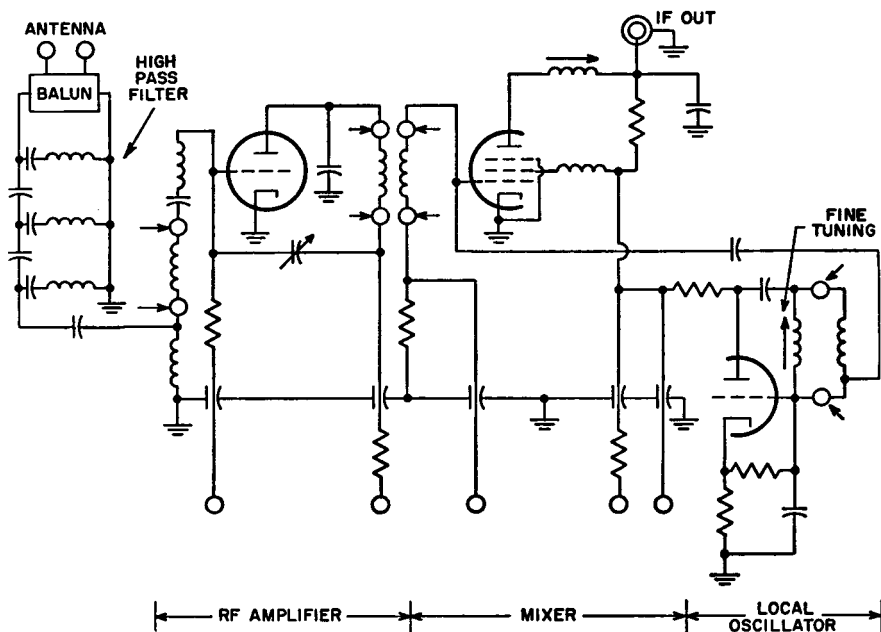 ANTENNA
BALUN
HIGH
PASS
FILTER
IF OUT
FINE
TUNING
RF AMPLIFIER
MIXER
LOCAL
OSCILLATOR